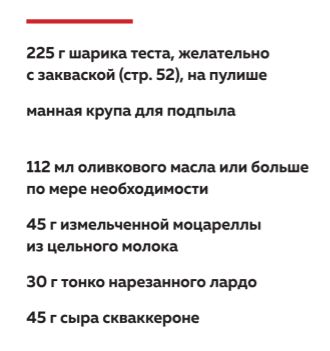 225 г шарика теста, желательно
с закваской (стр. 52), на пулише
манная крупа для подпыла
112 мл оливкового масла или больше
по мере необходимости
45 г измельченной моцареллы
из цельного молока
30 г тонко нарезанного лардо
45 г сыра скваккероне